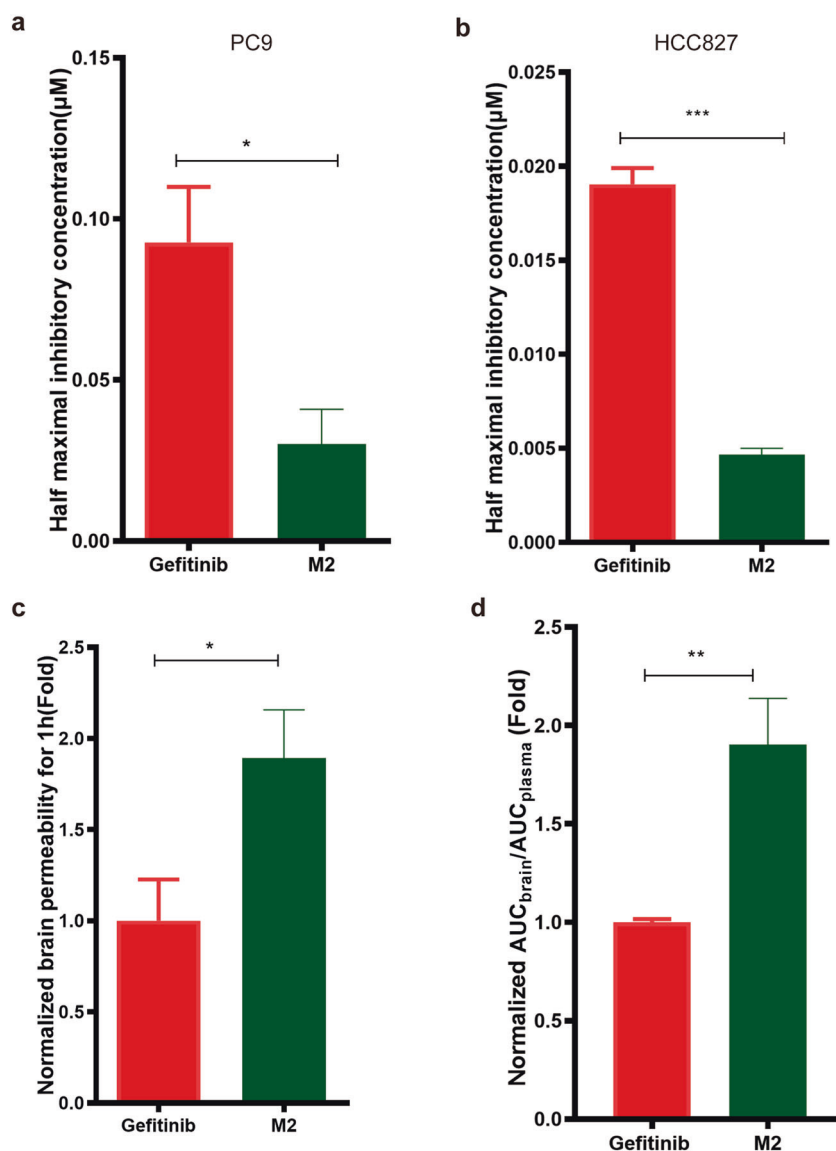 a
PC9
Half maximal inhibitory concentration(μM)
0.15
0.10
0.05
0.00
*
Gefitinib
M2
b
HCC827
Half maximal inhibitory concentration(μM)
0.025
0.020
0.015
0.010
0.005
0.000
***
Gefitinib
M2
c
Normalized brain permeability for 1h(Fold)
2.5
2.0
1.5
1.0
0.5
0.0
*
Gefitinib
M2
d
Normalized AUCbrain/AUCplasma (Fold)
2.5
2.0
1.5
1.0
0.5
0.0
**
Gefitinib
M2